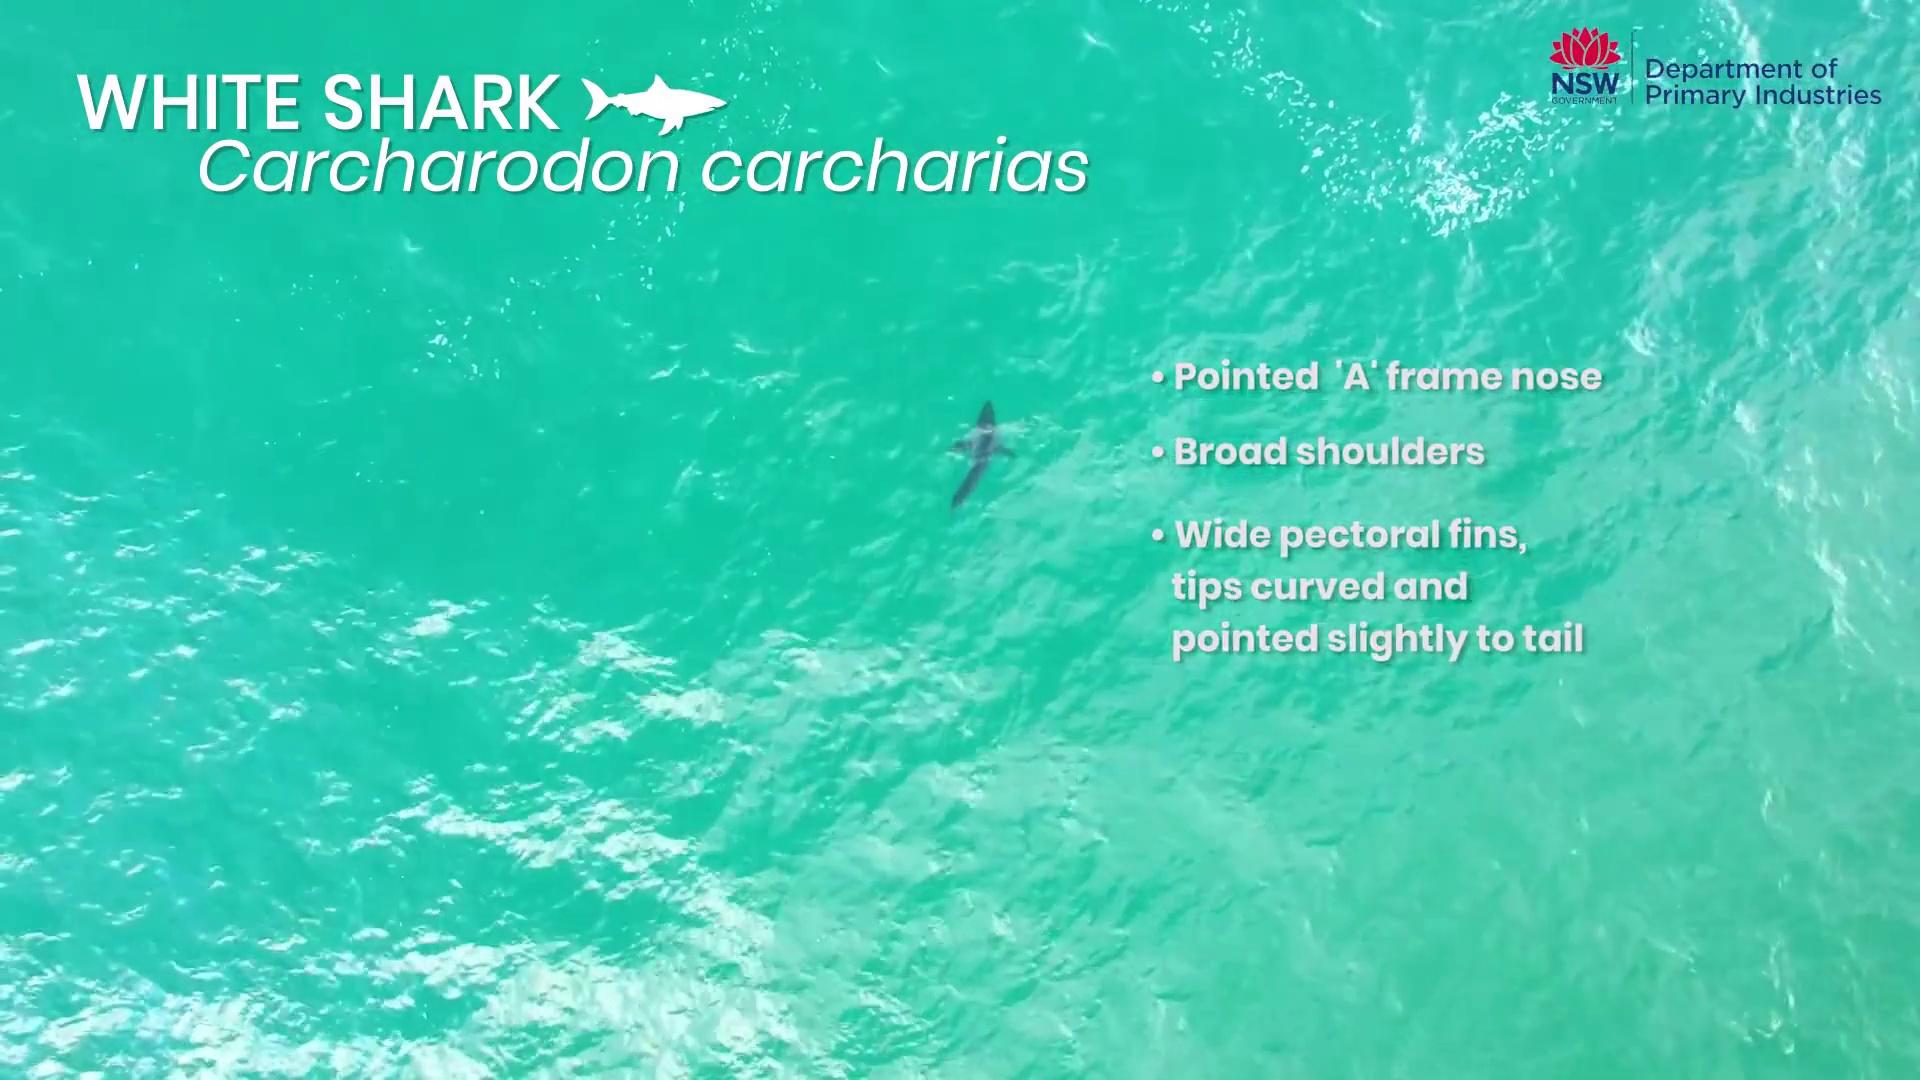 WHITE SHARK
Carcharodon carcharias
NSW
GOVERNMENT
Department of
Primary Industries
• Pointed 'A' frame nose
• Broad shoulders
• Wide pectoral fins,
tips curved and
pointed slightly to tail